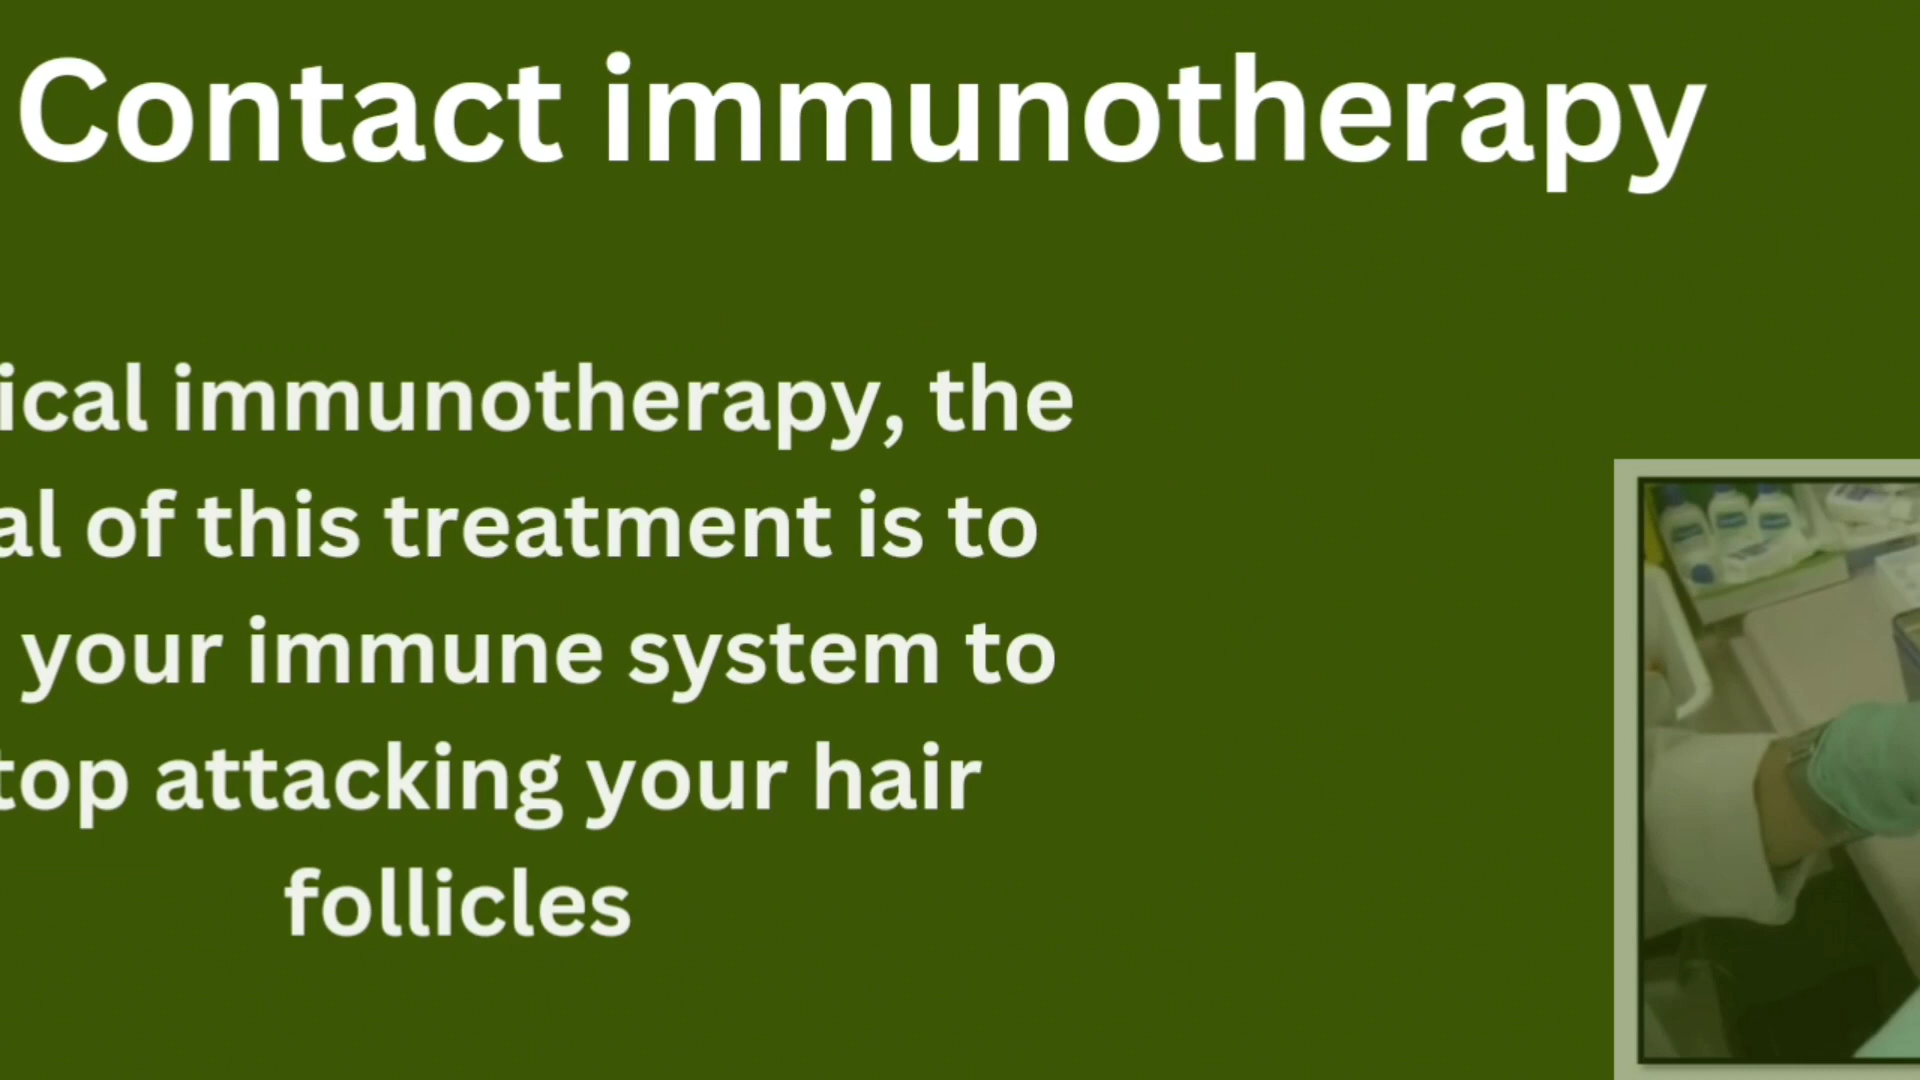 Contact immunotherapy
ical immunotherapy, the
al of this treatment is to
your immune system to
top attacking your hair
follicles